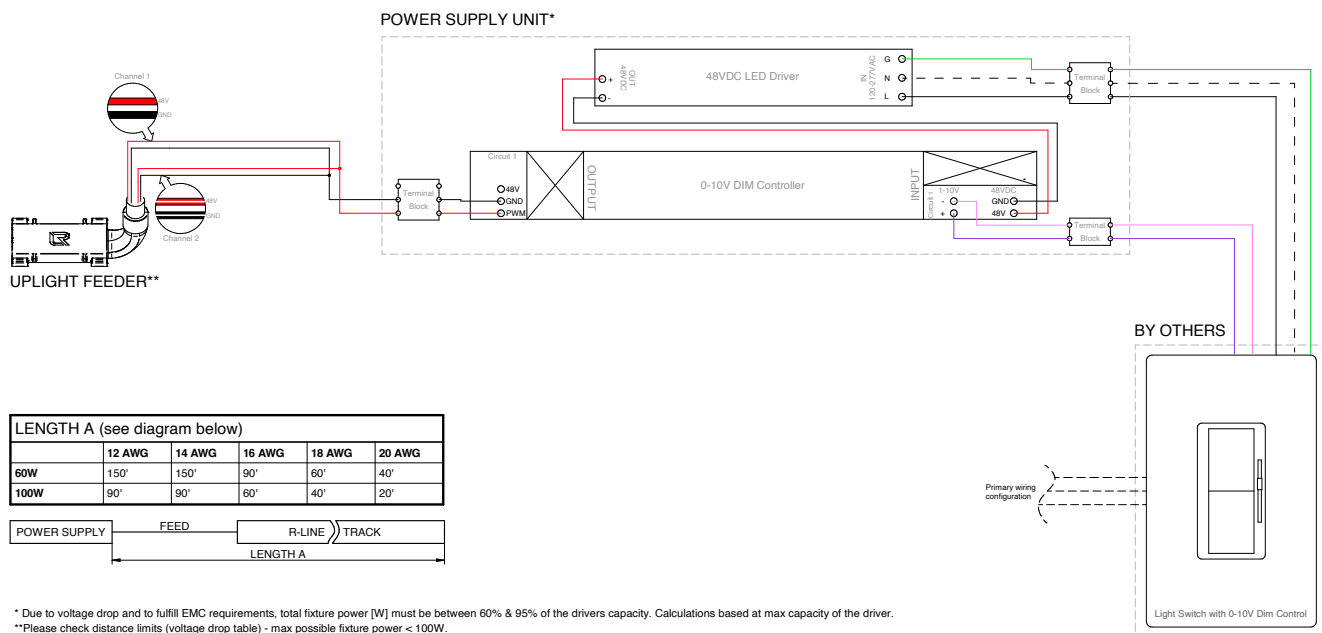 POWER SUPPLY UNIT*
Channel 1
48V
GND
48V
GND
Channel 2
UPLIGHT FEEDER**
Terminal
Block
Circuit 1
48V
GND
PWM
OUTPUT
0-10V DIM Controller
INPUT
Circuit 1
1-10V
-
+
48VDC
GND
48V
+
-
OUT
48VDC
48VDC LED Driver
IN
120-277VAC
G
N
L
Terminal
Block
Terminal
Block
BY OTHERS
Primary wiring
configuration
Light Switch with 0-10V Dim Control
LENGTH A (see diagram below)
12 AWG 14 AWG 16 AWG 18 AWG 20 AWG
60W 150' 150' 90' 60' 40'
100W 90' 90' 60' 40' 20'
POWER SUPPLY FEED R-LINE TRACK
LENGTH A
* Due to voltage drop and to fulfill EMC requirements, total fixture power [W] must be between 60% & 95% of the drivers capacity. Calculations based at max capacity of the driver.
**Please check distance limits (voltage drop table) - max possible fixture power < 100W.